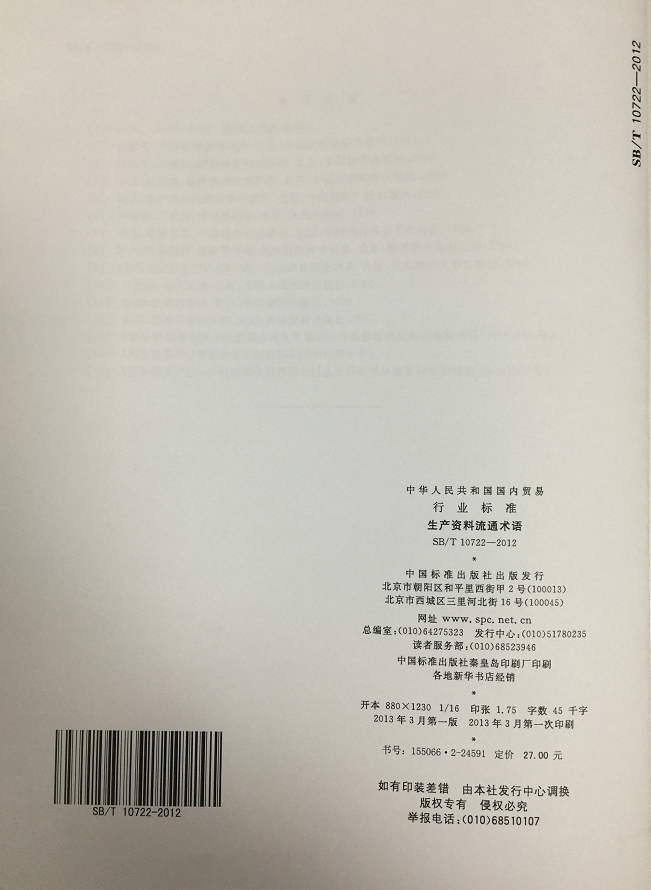 SB/T 10722—2012
中华人民共和国国内贸易
行业标准
生产资料流通术语
SB/T 10722—2012
*
中国标准出版社出版发行
北京市朝阳区和平里西街甲2号(100013)
北京市西城区三里河北街16号(100045)
网址 www.spc.net.cn
总编室:(010)64275323 发行中心:(010)51780235
读者服务部:(010)68523946
中国标准出版社秦皇岛印刷厂印刷
各地新华书店经销
*
开本 880×1230 1/16 印张 1.75 字数 45 千字
2013年3月第一版 2013年3月第一次印刷
*
书号: 155066·2-24591 定价 27.00 元
如有印装差错 由本社发行中心调换
版权专有 侵权必究
举报电话:(010)68510107
SB/T 10722-2012